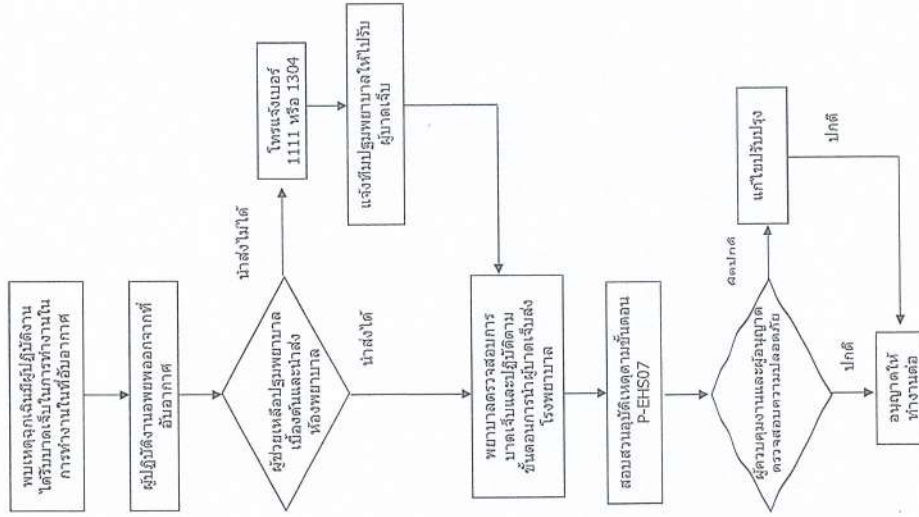 พบเหตุฉุกเฉินมีผู้ปฏิบัติงาน
ได้รับบาดเจ็บในการทำงานใน
การทำงานในที่อับอากาศ
ผู้ปฏิบัติงานอพยพออกจากที่
อับอากาศ
ผู้ช่วยเหลือปฐมพยาบาล
เบื้องต้นและนำส่ง
ห้องพยาบาล
นำส่งไม่ได้
โทรแจ้งเบอร์
1111 หรือ 1304
แจ้งทีมปฐมพยาบาลให้ไปรับ
ผู้บาดเจ็บ
นำส่งได้
พยาบาลตรวจสอบการ
บาดเจ็บและปฏิบัติตาม
ขั้นตอนการนำผู้บาดเจ็บส่ง
โรงพยาบาล
สอบสวนอุบัติเหตุตามขั้นตอน
P-EHS07
ผู้ควบคุมงานและผู้อนุญาต
ตรวจสอบความปลอดภัย
ผิดปกติ
แก้ไขปรับปรุง
ปกติ
ปกติ
อนุญาตให้
ทำงานต่อ